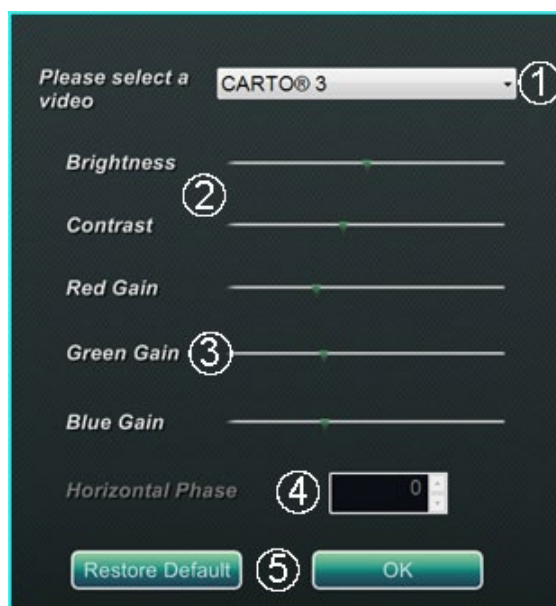 Please select a
video
CARTO® 3
1
Brightness
2
Contrast
Red Gain
Green Gain
3
Blue Gain
Horizontal Phase
4
0
Restore Default
5
OK